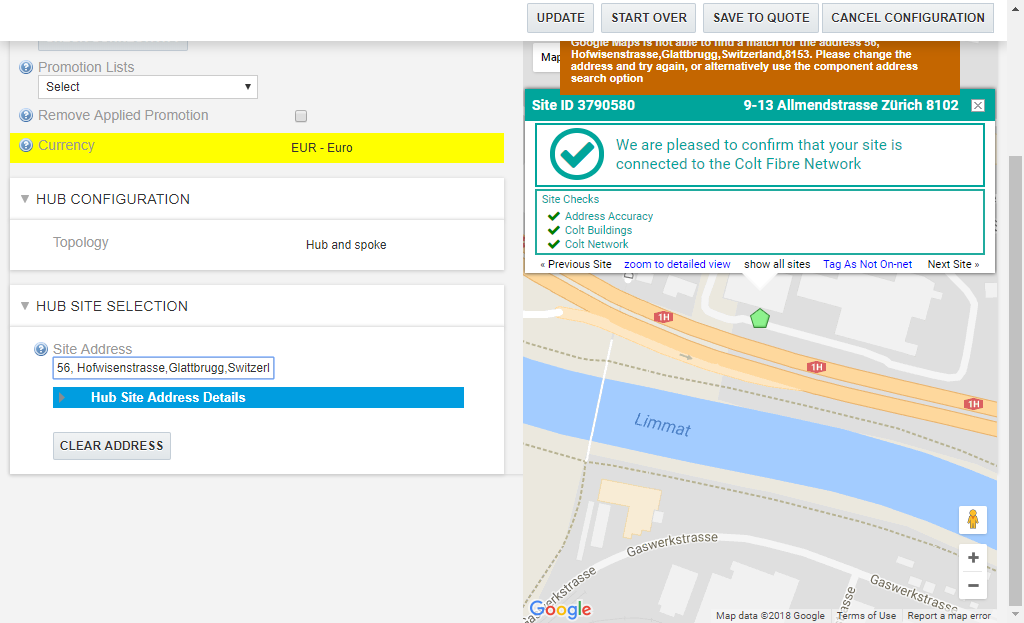 UPDATE
START OVER
SAVE TO QUOTE
CANCEL CONFIGURATION
Promotion Lists
Select
Remove Applied Promotion
Currency
EUR - Euro
HUB CONFIGURATION
Topology
Hub and spoke
HUB SITE SELECTION
Site Address
56, Hofwisenstrasse,Glattbrugg,Switzerl
Hub Site Address Details
CLEAR ADDRESS
Map
Google Maps is not able to find a match for the address 56,
Hofwisenstrasse,Glattbrugg,Switzerland,8153. Please change the
address and try again, or alternatively use the component address
search option
Site ID 3790580
9-13 Allmendstrasse Zürich 8102
We are pleased to confirm that your site is
connected to the Colt Fibre Network
Site Checks
Address Accuracy
Colt Buildings
Colt Network
« Previous Site
zoom to detailed view
show all sites
Tag As Not On-net
Next Site »
1H
1H
1H
Limmat
Gaswerkstrasse
Gaswerkstrasse
Gaswerkstrasse
Google
Map data ©2018 Google
Terms of Use
Report a map error